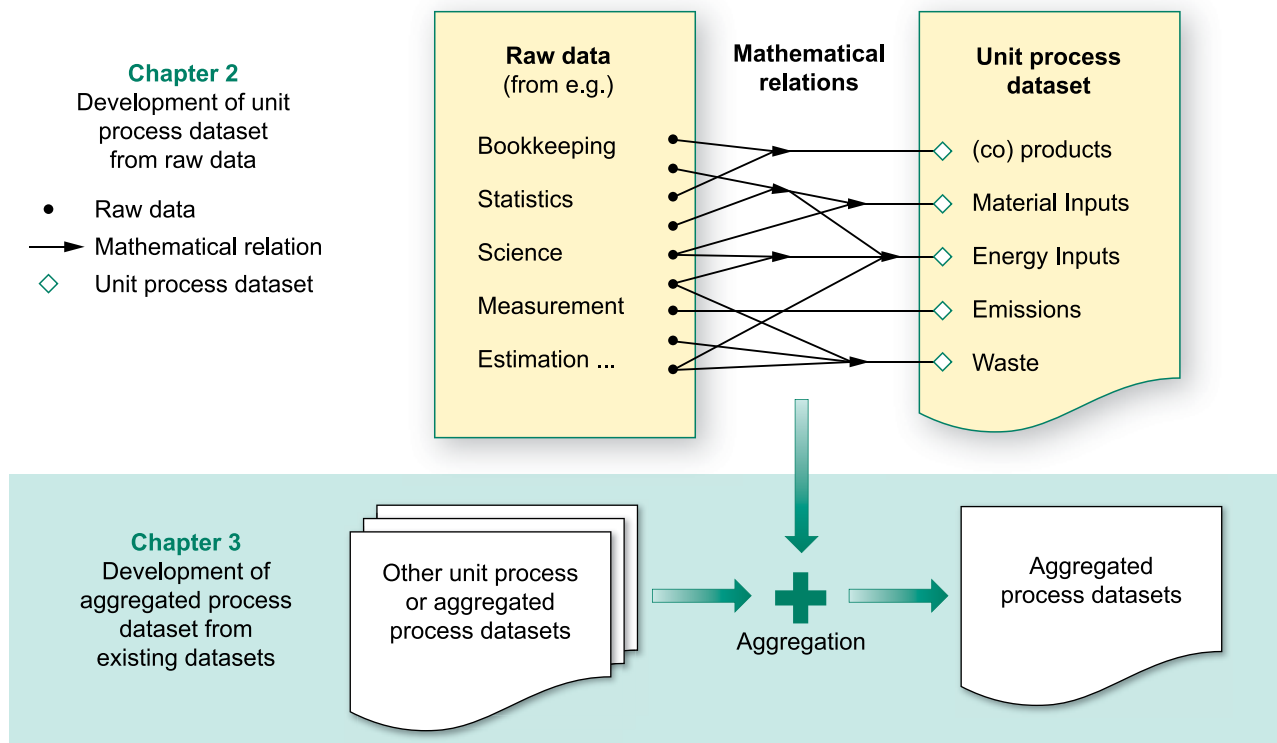 Chapter 2
Development of unit
process dataset
from raw data
Raw data
Mathematical relation
Unit process dataset
Raw data
(from e.g.)
Bookkeeping
Statistics
Science
Measurement
Estimation ...
Mathematical
relations
Unit process
dataset
(co) products
Material Inputs
Energy Inputs
Emissions
Waste
Chapter 3
Development of
aggregated process
dataset from
existing datasets
Other unit process
or aggregated
process datasets
Aggregation
Aggregated
process datasets